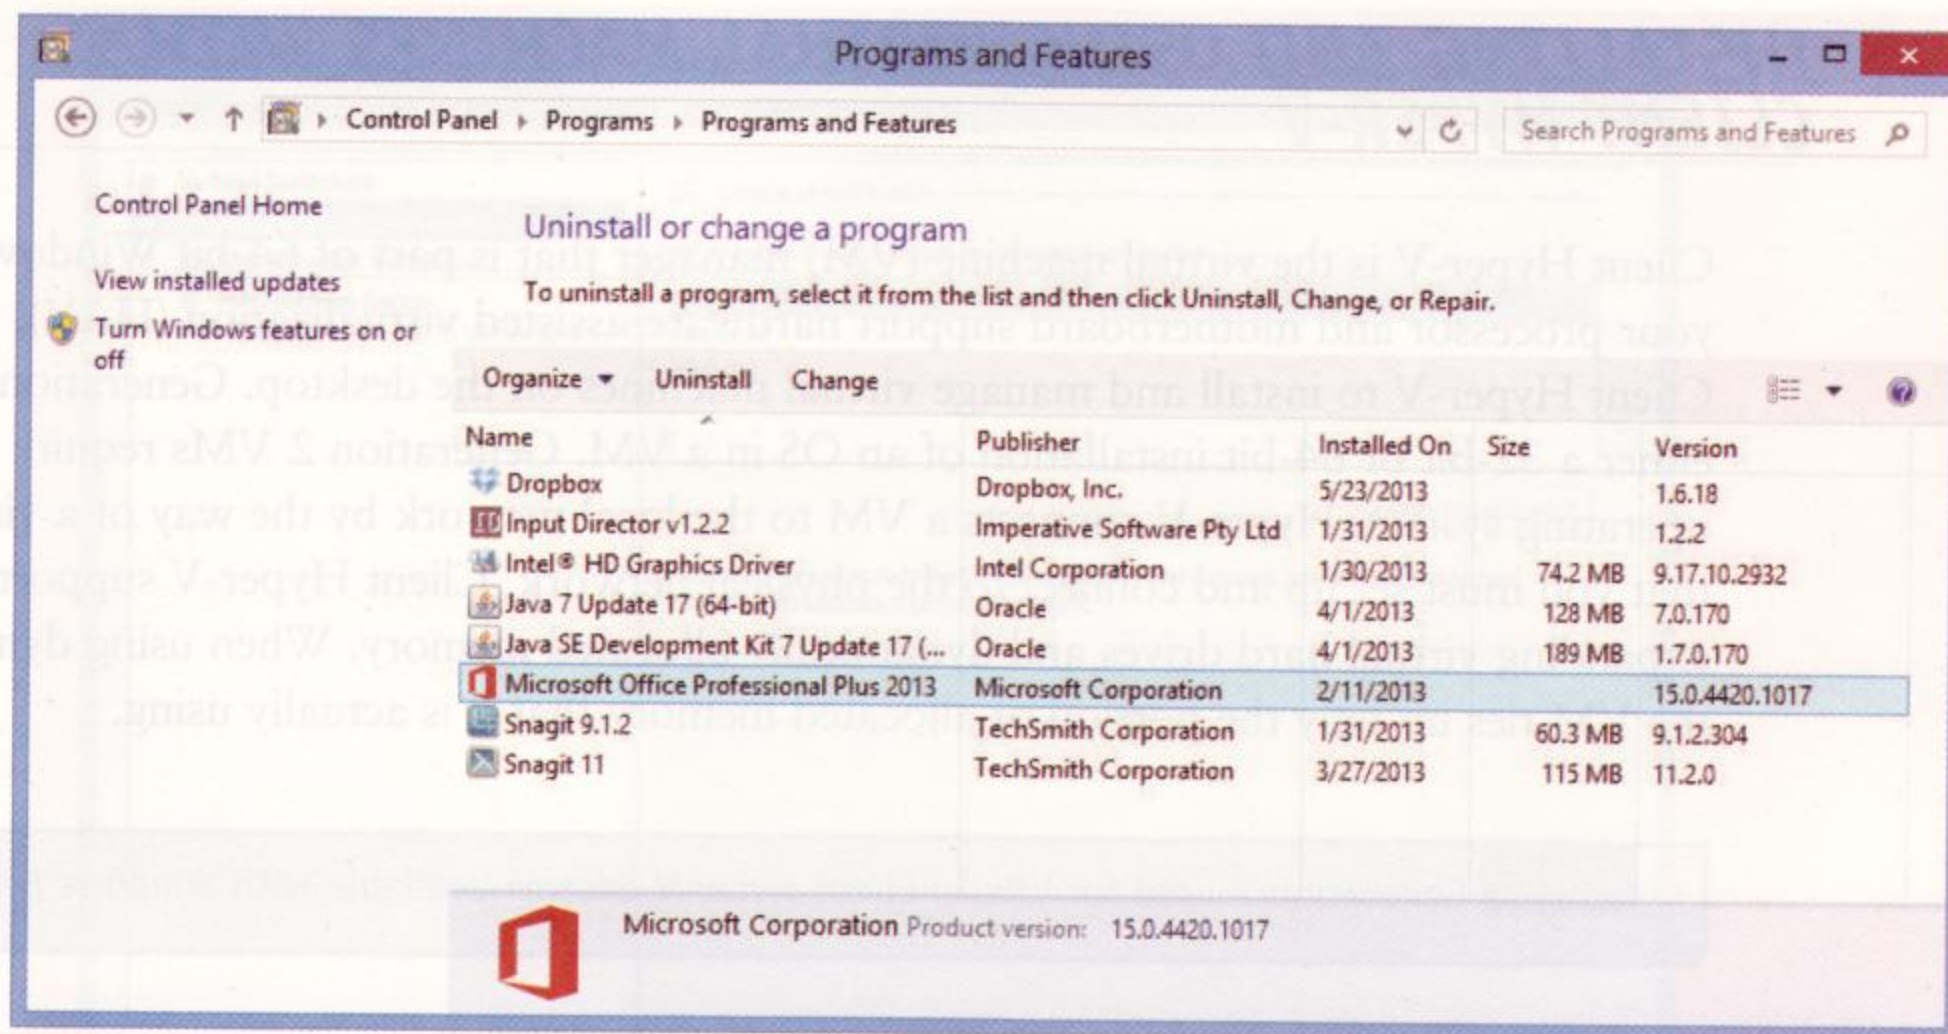 Programs and Features
Control Panel Programs Programs and Features Search Programs and Features
Control Panel Home
View installed updates
Turn Windows features on or
off
Uninstall or change a program
To uninstall a program, select it from the list and then click Uninstall, Change, or Repair.
Organize Uninstall Change
Name Publisher Installed On Size Version
Dropbox Dropbox, Inc. 5/23/2013 1.6.18
Input Director v1.2.2 Imperative Software Pty Ltd 1/31/2013 1.2.2
Intel® HD Graphics Driver Intel Corporation 1/30/2013 74.2 MB 9.17.10.2932
Java 7 Update 17 (64-bit) Oracle 4/1/2013 128 MB 7.0.170
Java SE Development Kit 7 Update 17 (... Oracle 4/1/2013 189 MB 1.7.0.170
Microsoft Office Professional Plus 2013 Microsoft Corporation 2/11/2013 15.0.4420.1017
Snagit 9.1.2 TechSmith Corporation 1/31/2013 60.3 MB 9.1.2.304
Snagit 11 TechSmith Corporation 3/27/2013 115 MB 11.2.0
Microsoft Corporation Product version: 15.0.4420.1017